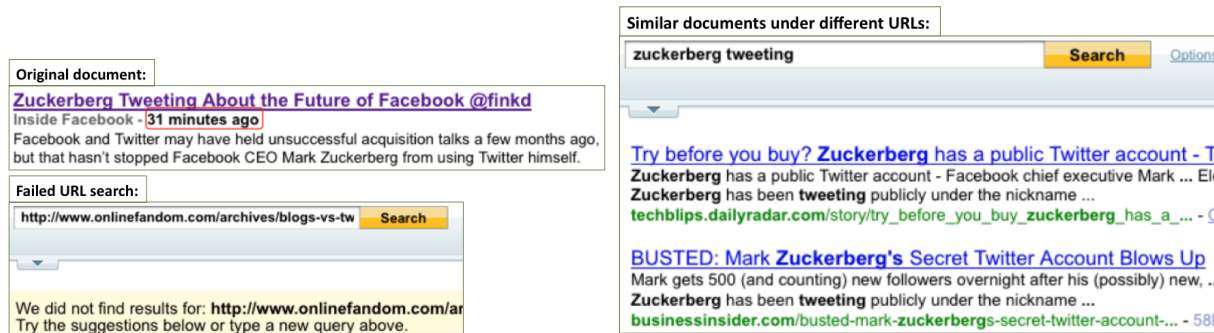 Original document:
Zuckerberg Tweeting About the Future of Facebook @finkd
Inside Facebook - 31 minutes ago
Facebook and Twitter may have held unsuccessful acquisition talks a few months ago,
but that hasn't stopped Facebook CEO Mark Zuckerberg from using Twitter himself.
Failed URL search:
http://www.onlinefandom.com/archives/blogs-vs-tw Search
We did not find results for: http://www.onlinefandom.com/ar
Try the suggestions below or type a new query above.
Similar documents under different URLs:
zuckerberg tweeting Search Options
Try before you buy? Zuckerberg has a public Twitter account - T
Zuckerberg has a public Twitter account - Facebook chief executive Mark ... El
Zuckerberg has been tweeting publicly under the nickname ...
techblips.dailyradar.com/story/try_before_you_buy_zuckerberg_has_a_... -
BUSTED: Mark Zuckerberg's Secret Twitter Account Blows Up
Mark gets 500 (and counting) new followers overnight after his (possibly) new, ..
Zuckerberg has been tweeting publicly under the nickname ...
businessinsider.com/busted-mark-zuckerbergs-secret-twitter-account-... - 58